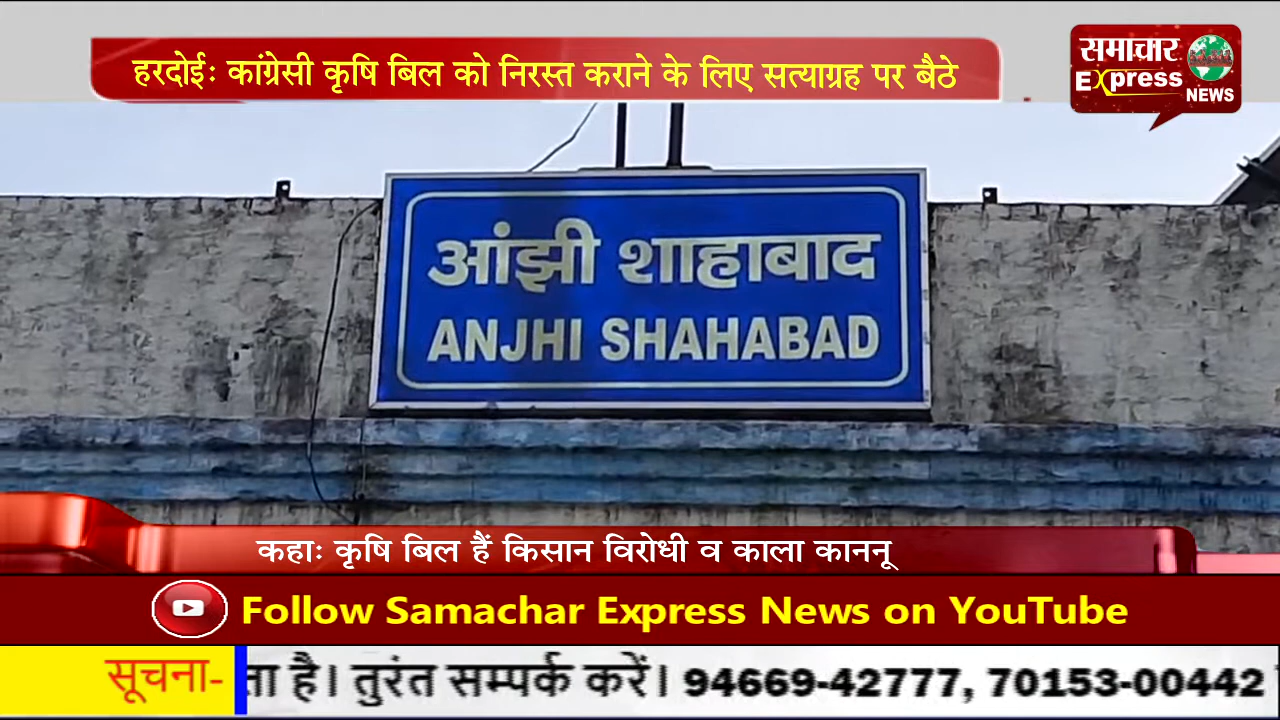 हरदोईः कांग्रेसी कृषि बिल को निरस्त कराने के लिए सत्याग्रह पर बैठे
समाचार
Express
NEWS
आंझी शाहाबाद
ANJHI SHAHABAD
कहाः कृषि बिल हैं किसान विरोधी व काला काननू
Follow Samachar Express News on YouTube
सूचना- ता है। तुरंत सम्पर्क करें। 94669-42777, 70153-00442